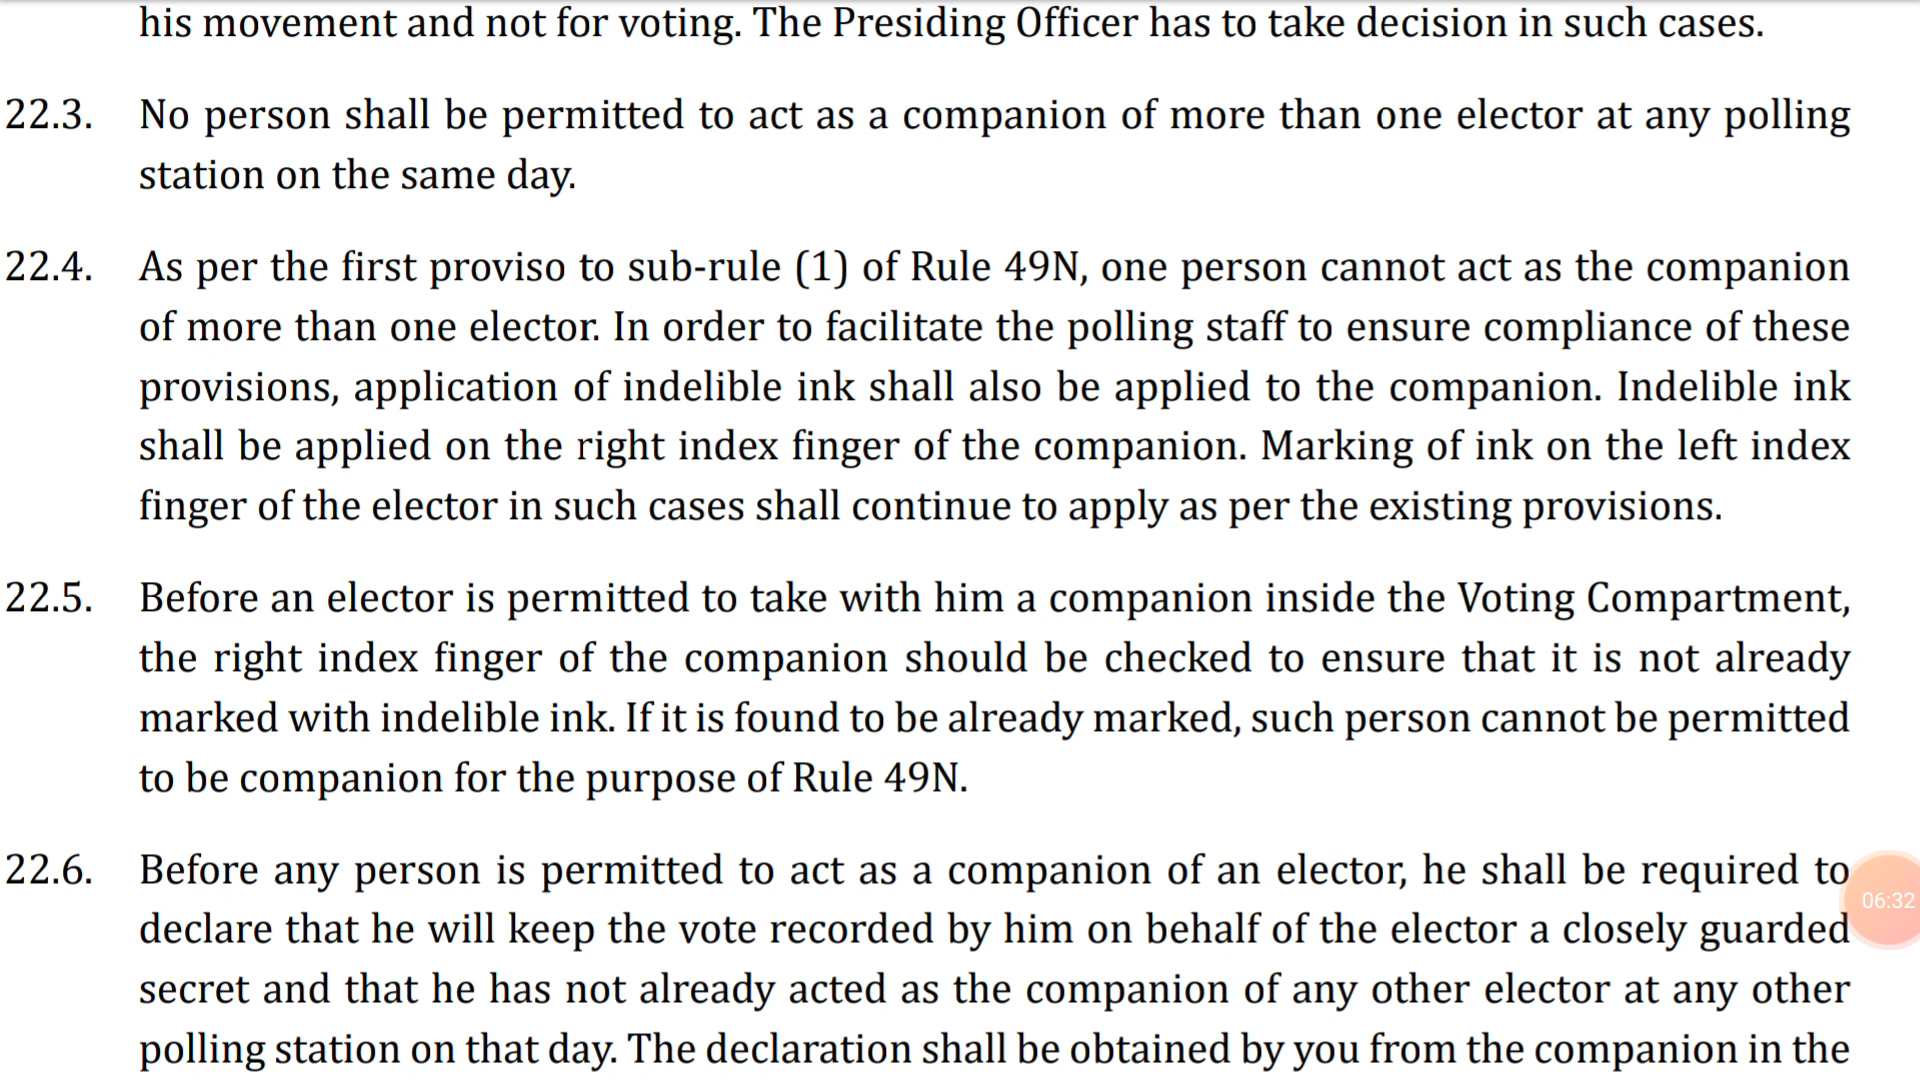 his movement and not for voting. The Presiding Officer has to take decision in such cases.
22.3. No person shall be permitted to act as a companion of more than one elector at any polling
station on the same day.
22.4. As per the first proviso to sub-rule (1) of Rule 49N, one person cannot act as the companion
of more than one elector. In order to facilitate the polling staff to ensure compliance of these
provisions, application of indelible ink shall also be applied to the companion. Indelible ink
shall be applied on the right index finger of the companion. Marking of ink on the left index
finger of the elector in such cases shall continue to apply as per the existing provisions.
22.5. Before an elector is permitted to take with him a companion inside the Voting Compartment,
the right index finger of the companion should be checked to ensure that it is not already
marked with indelible ink. If it is found to be already marked, such person cannot be permitted
to be companion for the purpose of Rule 49N.
22.6. Before any person is permitted to act as a companion of an elector, he shall be required to
declare that he will keep the vote recorded by him on behalf of the elector a closely guarded
secret and that he has not already acted as the companion of any other elector at any other
polling station on that day. The declaration shall be obtained by you from the companion in the
06:32